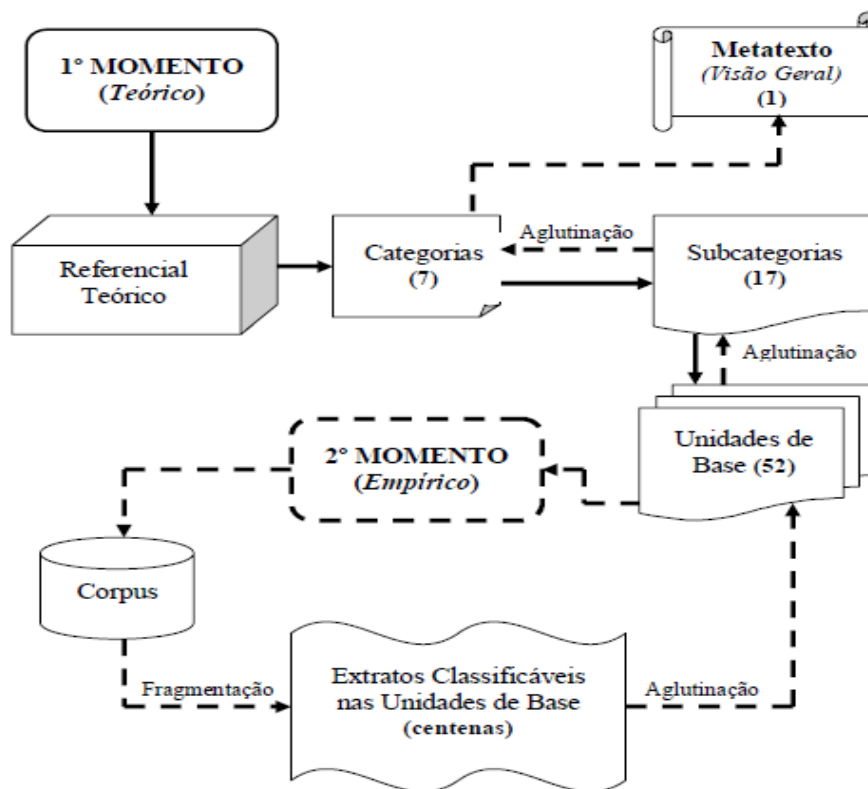 1° MOMENTO
(Teórico)
Metatexto
(Visão Geral)
(1)
Referencial
Teórico
Categorias
(7)
Aglutinação
Subcategorias
(17)
Aglutinação
Unidades de
Base (52)
2° MOMENTO
(Empírico)
Corpus
Fragmentação
Extratos Classificáveis
nas Unidades de Base
(centenas)
Aglutinação